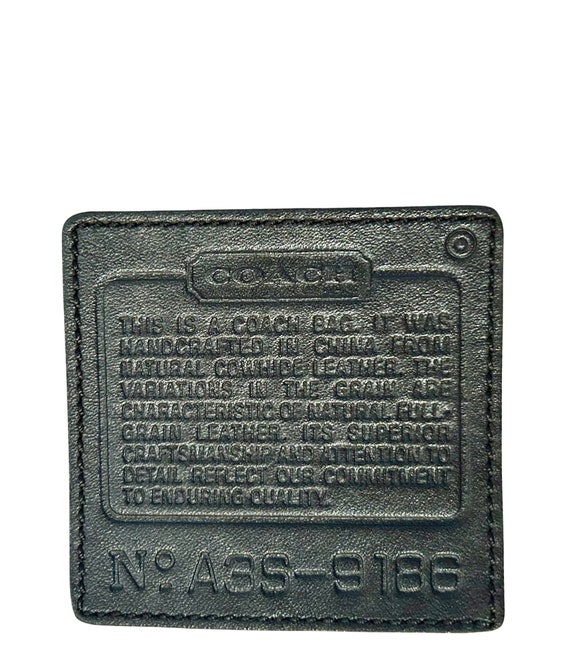 COACH
THIS IS A COACH BAG. IT WAS
HANDCRAFTED IN CHINA FROM
NATURAL COWHIDE LEATHER. THE
VARIATIONS IN THE GRAIN ARE
CHARACTERISTIC OF NATURAL FULL-
GRAIN LEATHER. ITS SUPERIOR
CRAFTSMANSHIP AND ATTENTION TO
DETAIL REFLECT OUR COMMITMENT
TO ENDURING QUALITY.
No A3S-9186